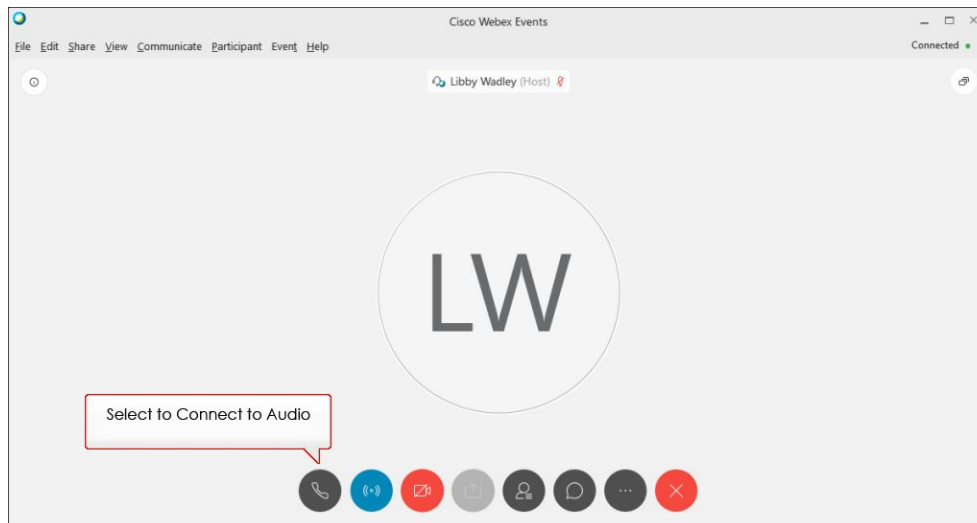 Cisco Webex Events
File Edit Share View Communicate Participant Event Help
Connected
Libby Wadley (Host)
LW
Select to Connect to Audio